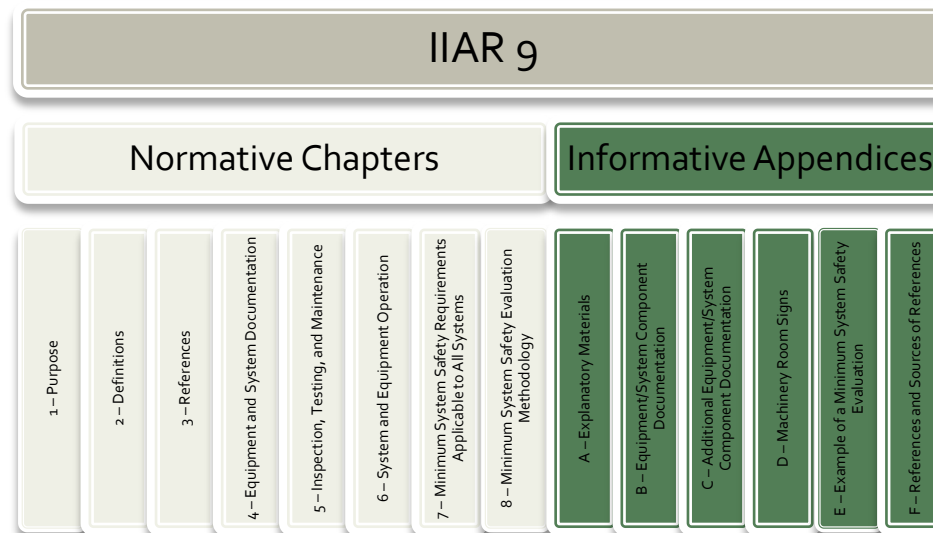 IIAR 9
Normative Chapters
Informative Appendices
1 – Purpose
2 – Definitions
3 – References
4 – Equipment and System Documentation
5 – Inspection, Testing, and Maintenance
6 – System and Equipment Operation
7 – Minimum System Safety Requirements
Applicable to All Systems
8 – Minimum System Safety Evaluation
Methodology
A – Explanatory Materials
B – Equipment/System Component
Documentation
C – Additional Equipment/System
Component Documentation
D – Machinery Room Signs
E – Example of a Minimum System Safety
Evaluation
F – References and Sources of References